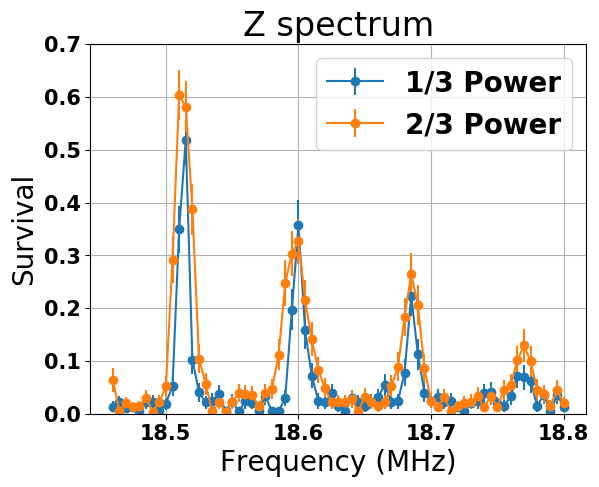 Z spectrum
0.7
0.6
0.5
0.4
0.3
0.2
0.1
0.0
Survival
1/3 Power
2/3 Power
18.5 18.6 18.7 18.8
Frequency (MHz)